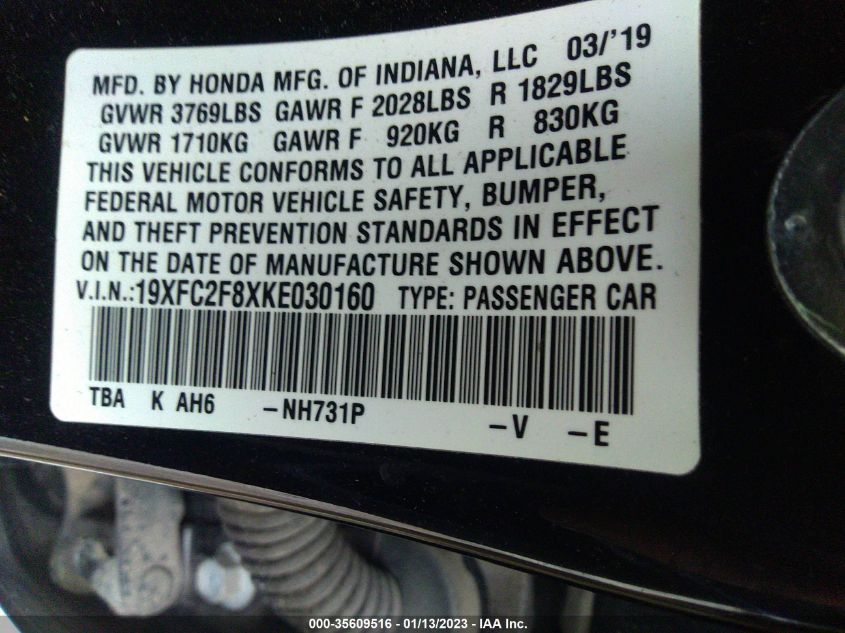 MFD. BY HONDA MFG. OF INDIANA, LLC 03/'19
GVWR 3769LBS GAWR F 2028LBS R 1829LBS
GVWR 1710KG GAWR F 920KG R 830KG
THIS VEHICLE CONFORMS TO ALL APPLICABLE
FEDERAL MOTOR VEHICLE SAFETY, BUMPER,
AND THEFT PREVENTION STANDARDS IN EFFECT
ON THE DATE OF MANUFACTURE SHOWN ABOVE.
V.I.N.:19XFC2F8XKE030160 TYPE: PASSENGER CAR
TBA K AH6 -NH731P -V -E
000-35609516 - 01/13/2023 - IAA Inc.